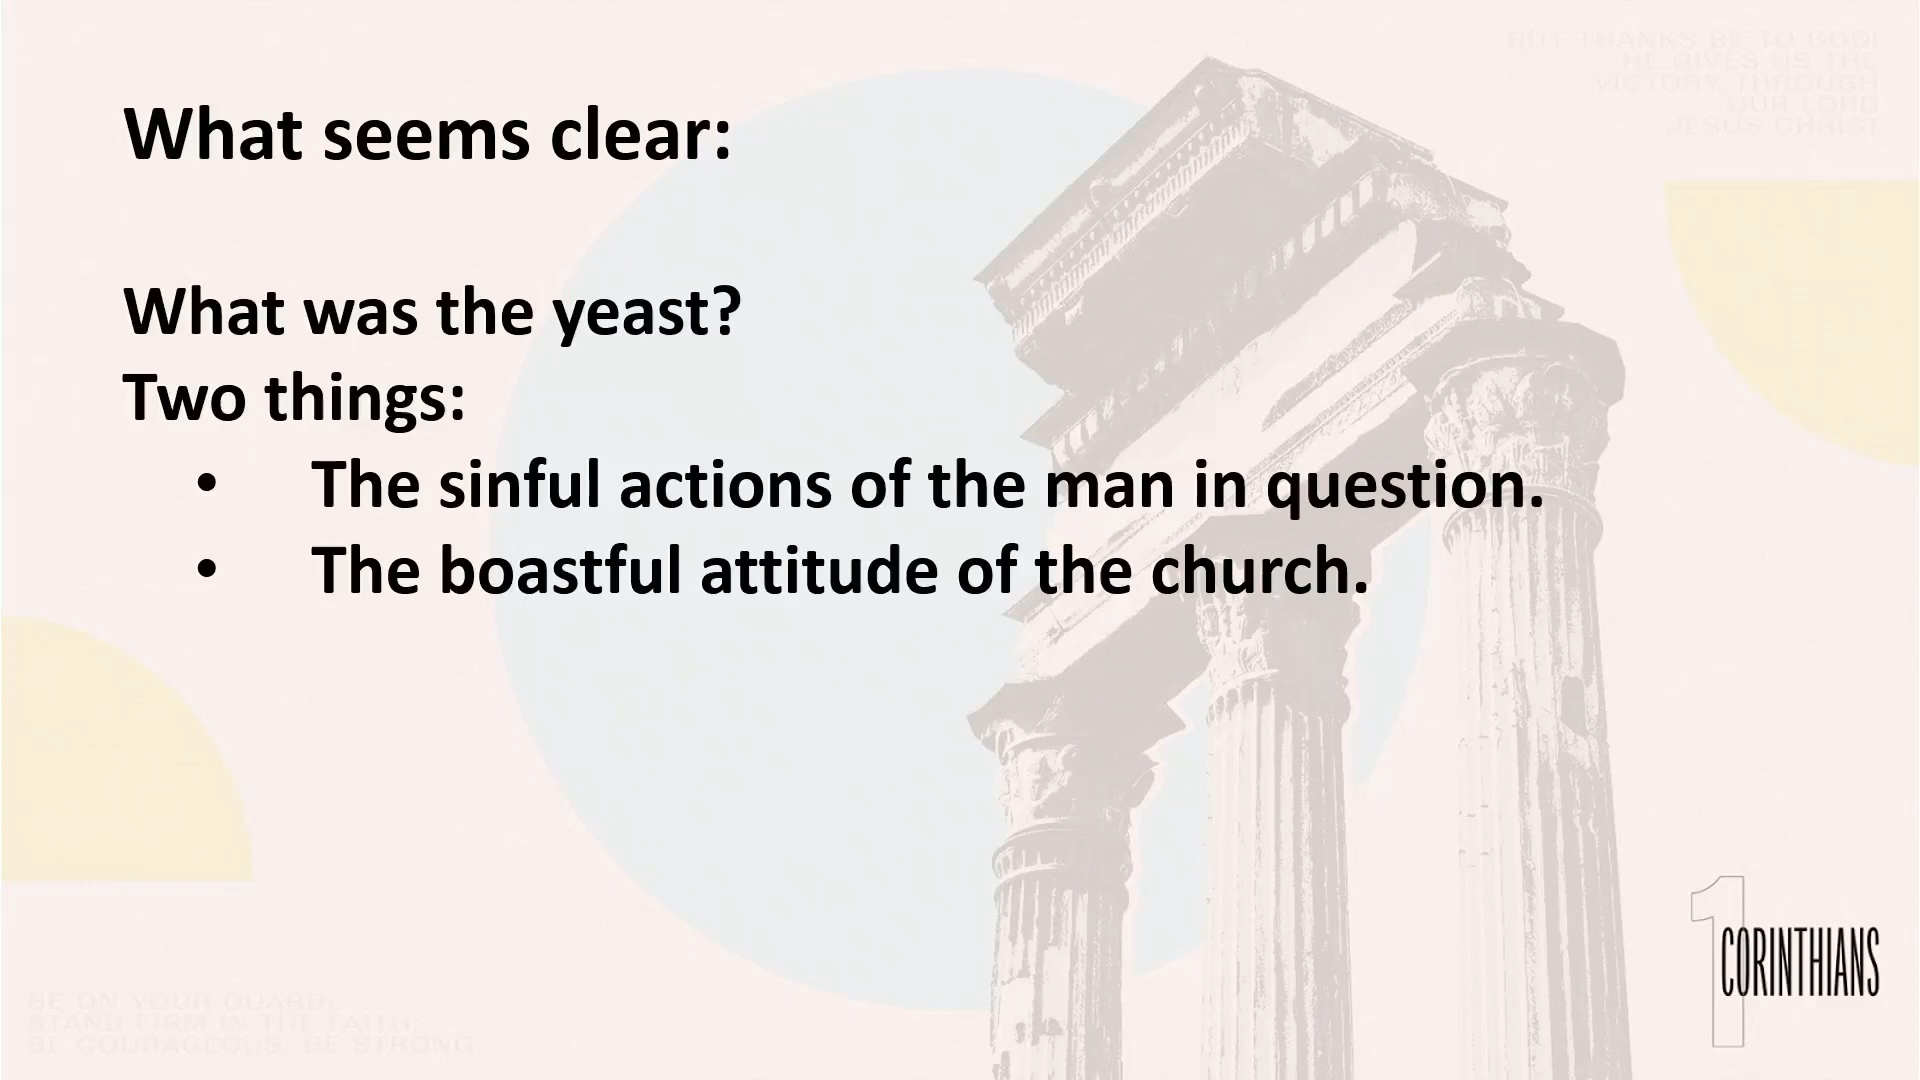 BUT THANKS BE TO GOD!
HE GIVES US THE
VICTORY THROUGH
OUR LORD
JESUS CHRIST
What seems clear:
What was the yeast?
Two things:
• The sinful actions of the man in question.
• The boastful attitude of the church.
1
CORINTHIANS
BE ON YOUR GUARD;
STAND FIRM IN THE FAITH;
BE COURAGEOUS; BE STRONG